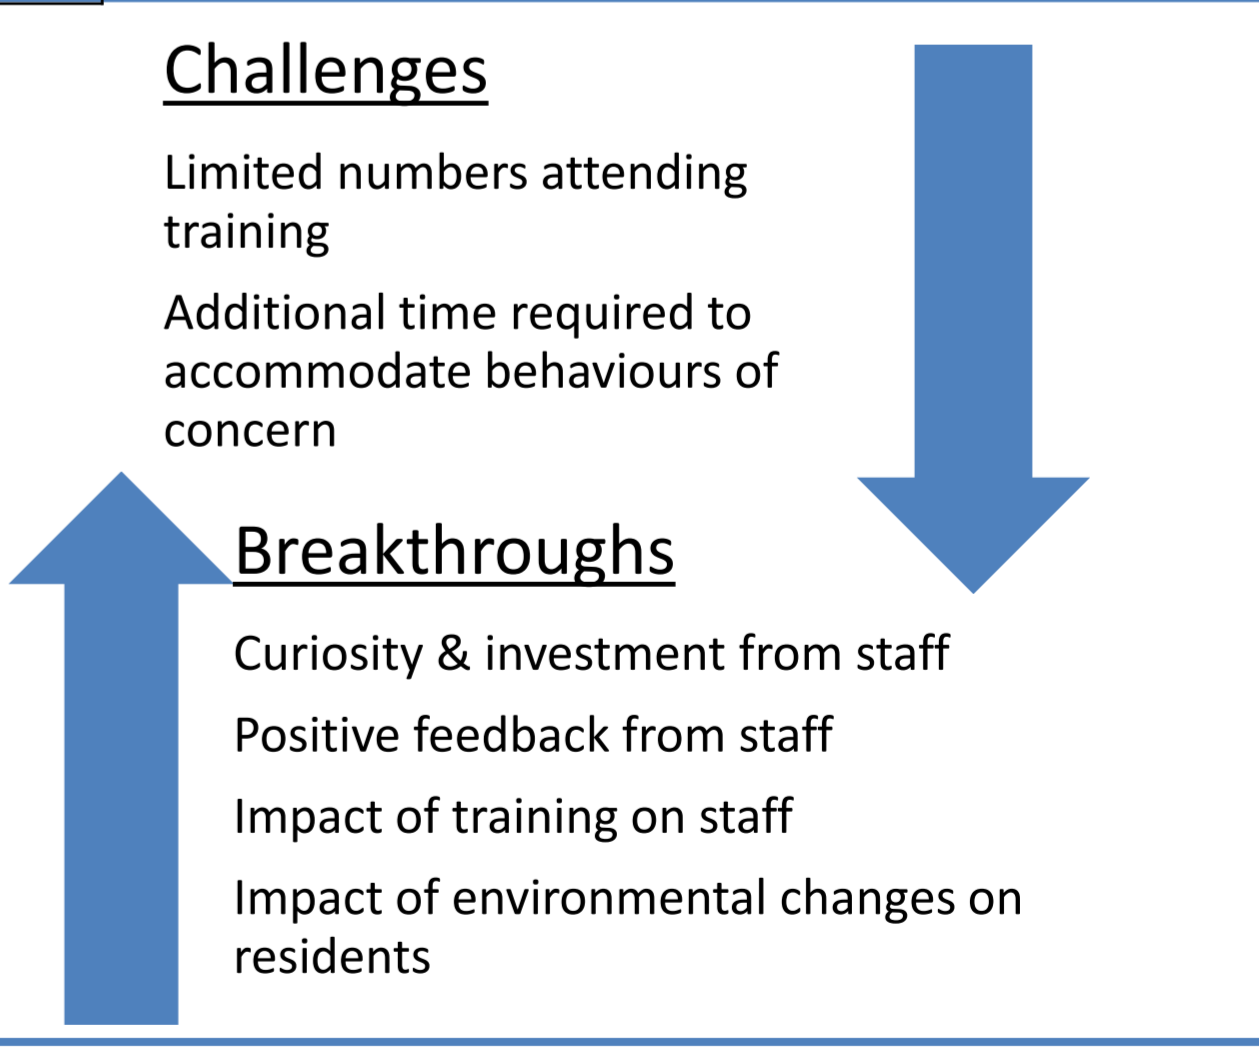 Challenges
Limited numbers attending
training
Additional time required to
accommodate behaviours of
concern
Breakthroughs
Curiosity & investment from staff
Positive feedback from staff
Impact of training on staff
Impact of environmental changes on
residents